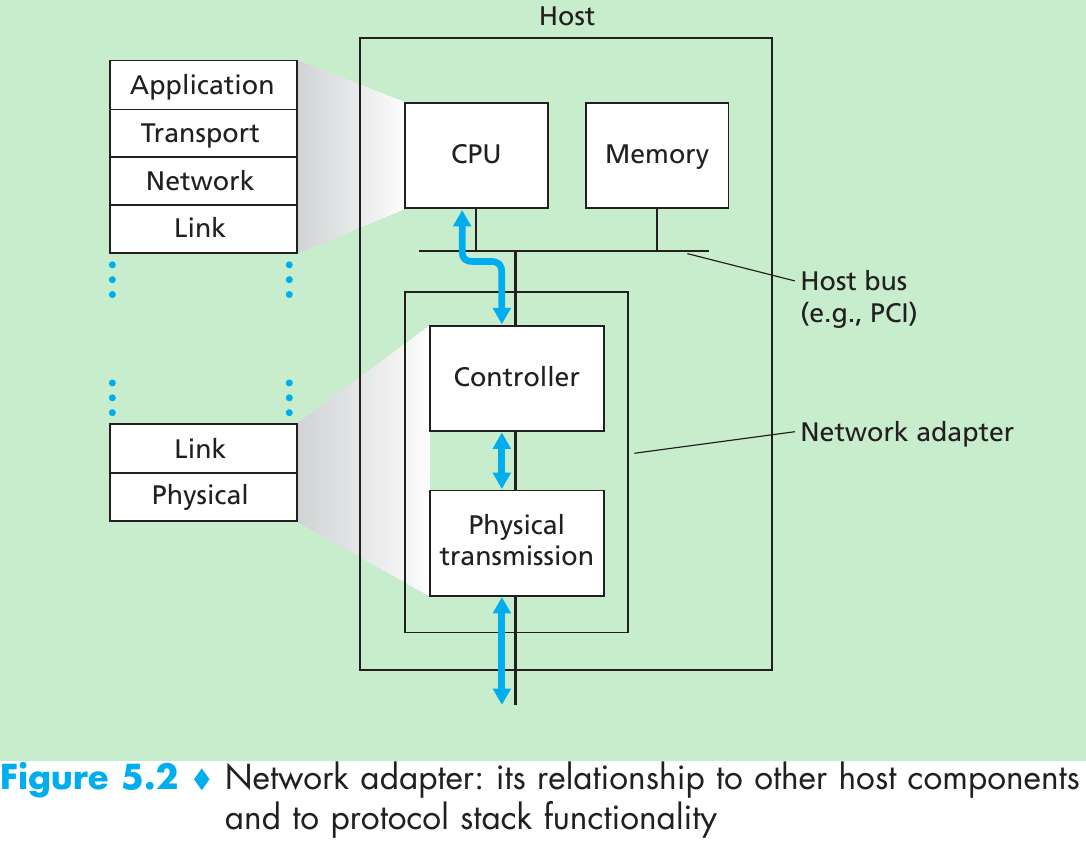 Host
Application
Transport
Network
Link
CPU
Memory
Host bus
(e.g., PCI)
Controller
Network adapter
Link
Physical
Physical
transmission
Figure 5.2 ♦ Network adapter: its relationship to other host components
and to protocol stack functionality